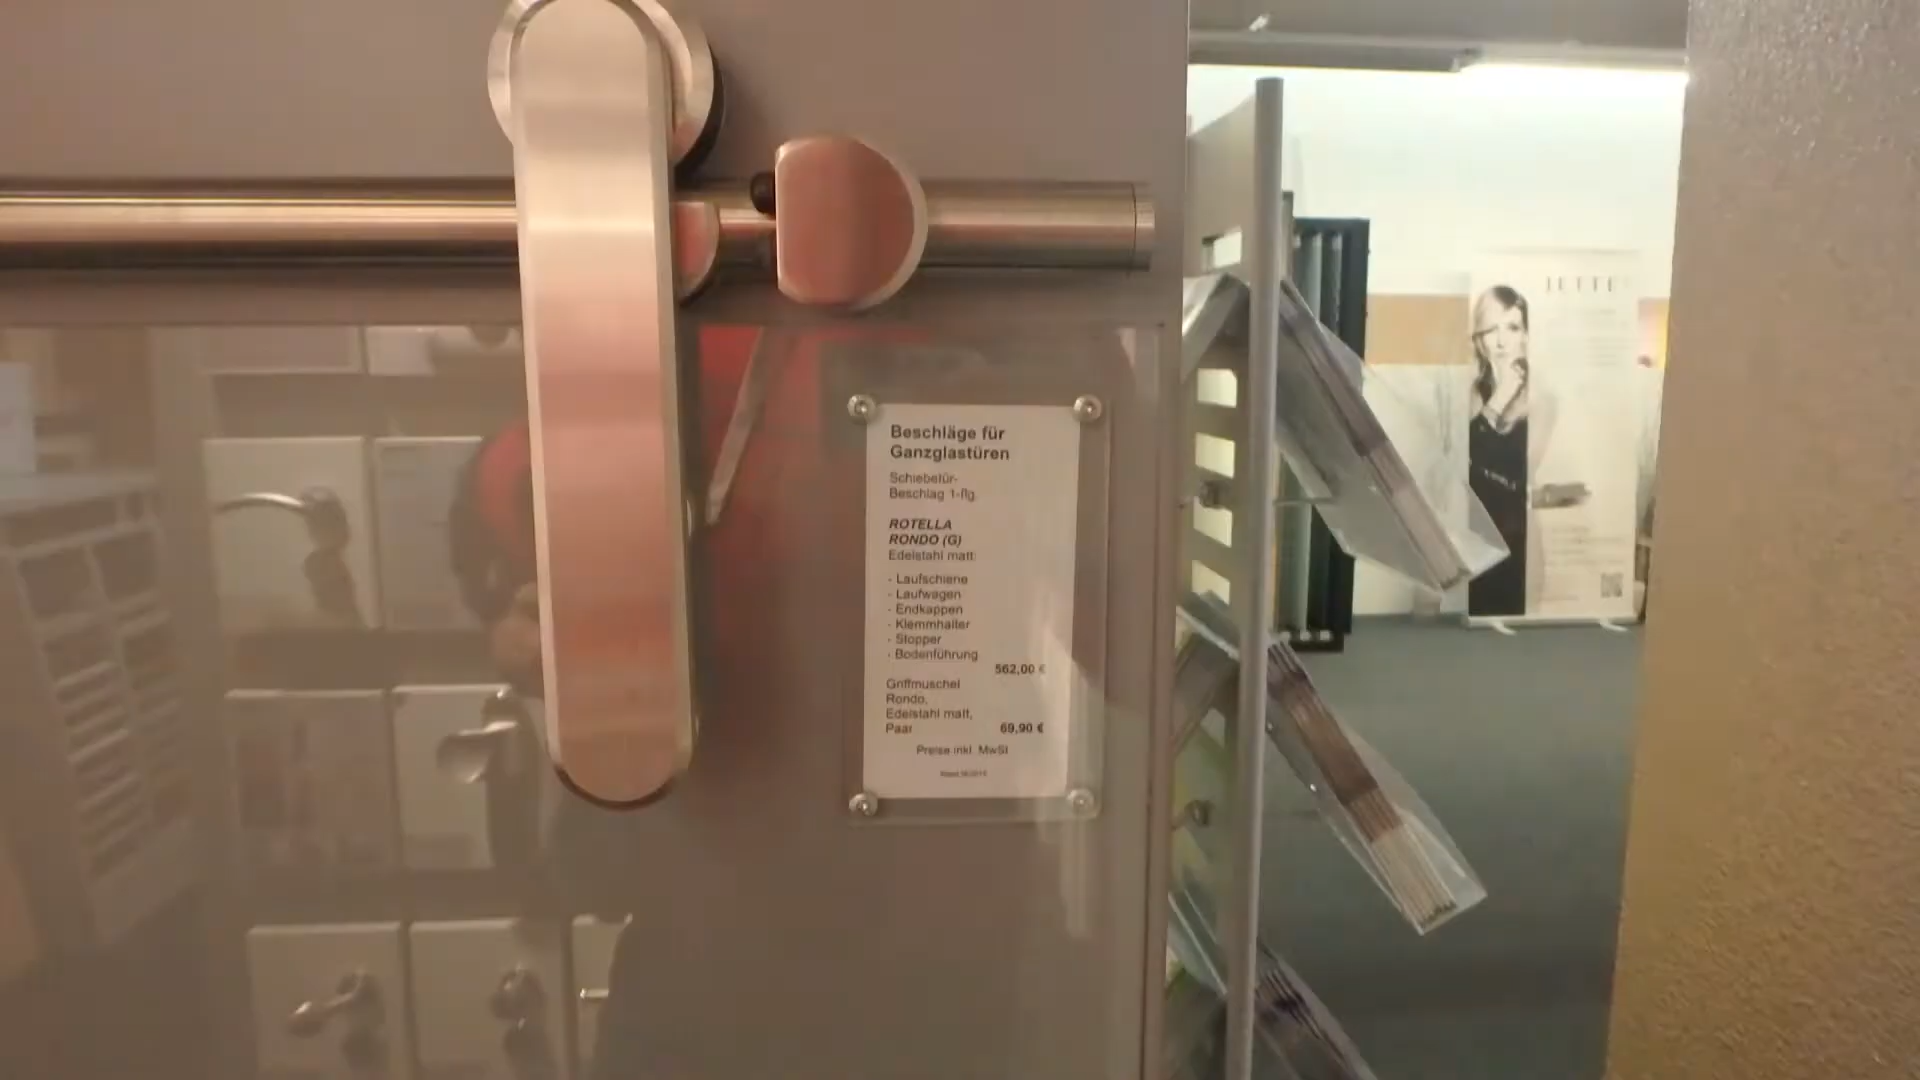 Beschläge für
Ganzglastüren
Schiebetür-
Beschlag 1-flg.
ROTELLA
RONDO (G)
Edelstahl matt:
- Laufschiene
- Laufwagen
- Endkappen
- Klemmhalter
- Stopper
- Bodenführung
562,00 €
Griffmuschel
Rondo,
Edelstahl matt,
Paar 69,90 €
Preise inkl. MwSt
JETTE